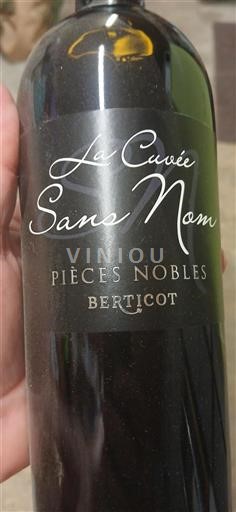 La Cuvée
Sans Nom
VINIOU
PIÈCES NOBLES
BERTICOT